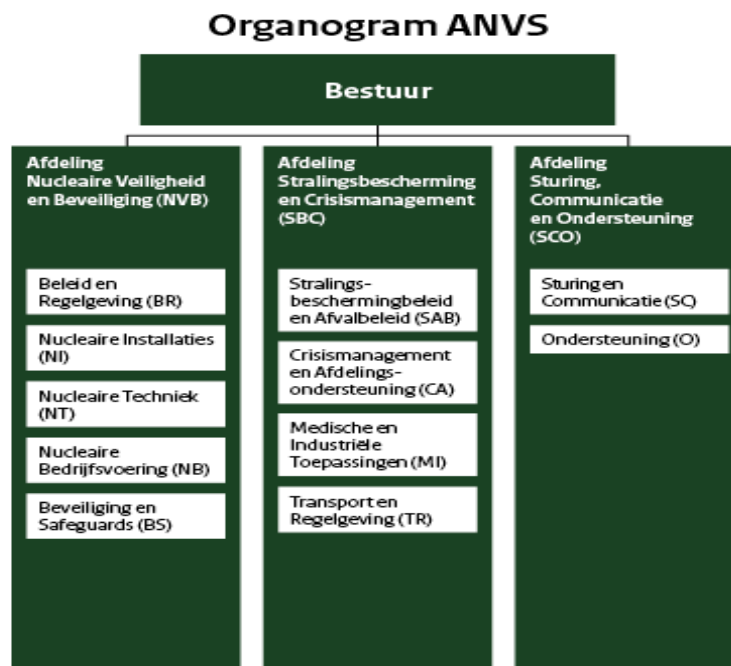 Organogram ANVS
Bestuur
Afdeling
Nucleaire Veiligheid
en Beveiliging (NVB)
Beleid en
Regelgeving (BR)
Nucleaire Installaties
(NI)
Nucleaire Techniek
(NT)
Nucleaire
Bedrijfsvoering (NB)
Beveiliging en
Safeguards (BS)
Afdeling
Stralingsbescherming
en Crisismanagement
(SBC)
Stralings-
beschermingbeleid
en Afvalbeleid (SAB)
Crisismanagement
en Afdelings-
ondersteuning (CA)
Medische en
Industriële
Toepassingen (MI)
Transport en
Regelgeving (TR)
Afdeling
Sturing,
Communicatie
en Ondersteuning
(SCO)
Sturing en
Communicatie (SC)
Ondersteuning (O)